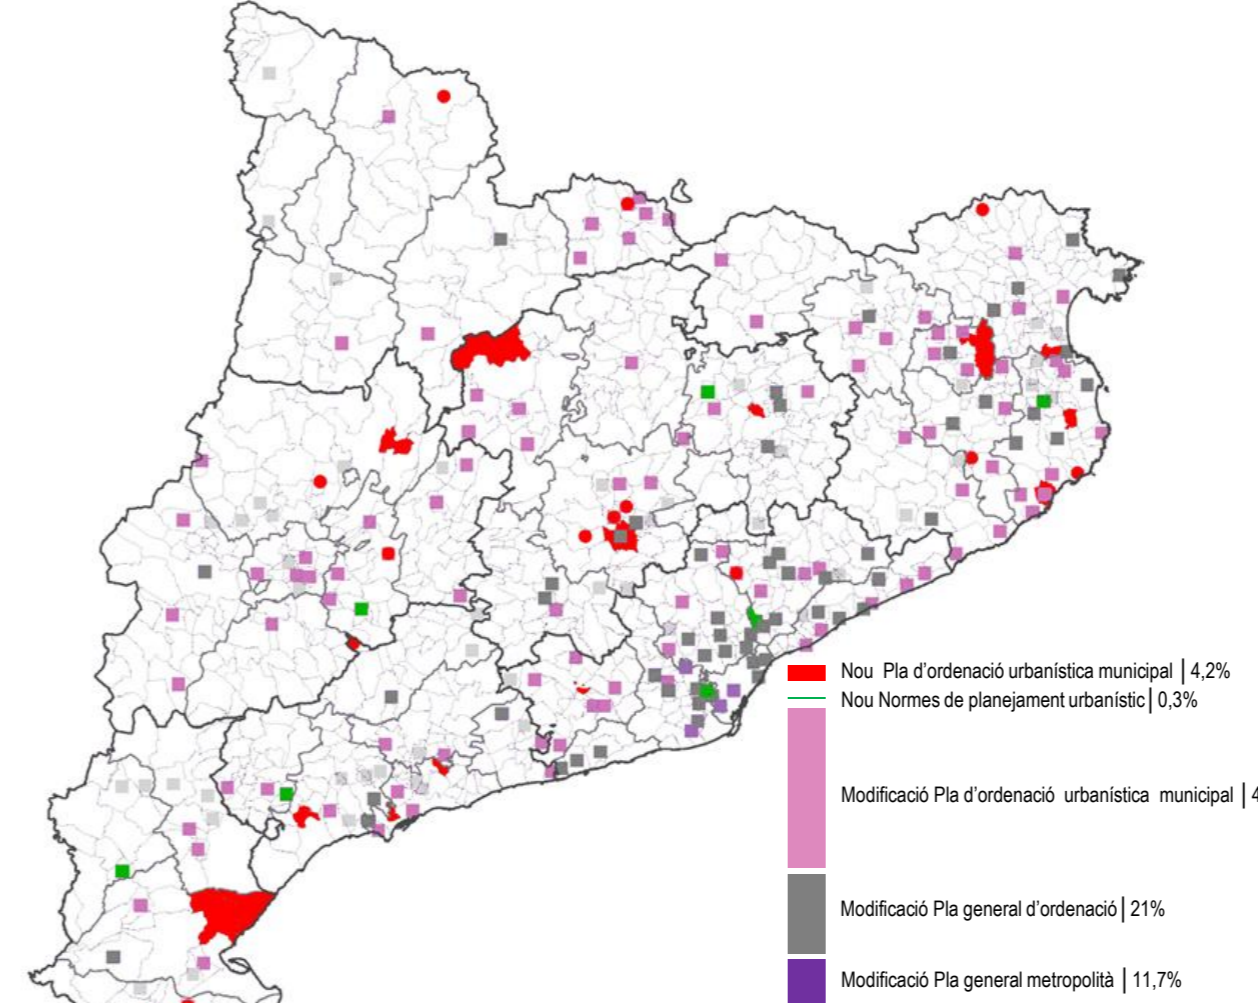 Nou Pla d'ordenació urbanística municipal | 4,2%
Nou Normes de planejament urbanístic | 0,3%
Modificació Pla d'ordenació urbanística municipal | 4
Modificació Pla general d'ordenació | 21%
Modificació Pla general metropolità | 11,7%